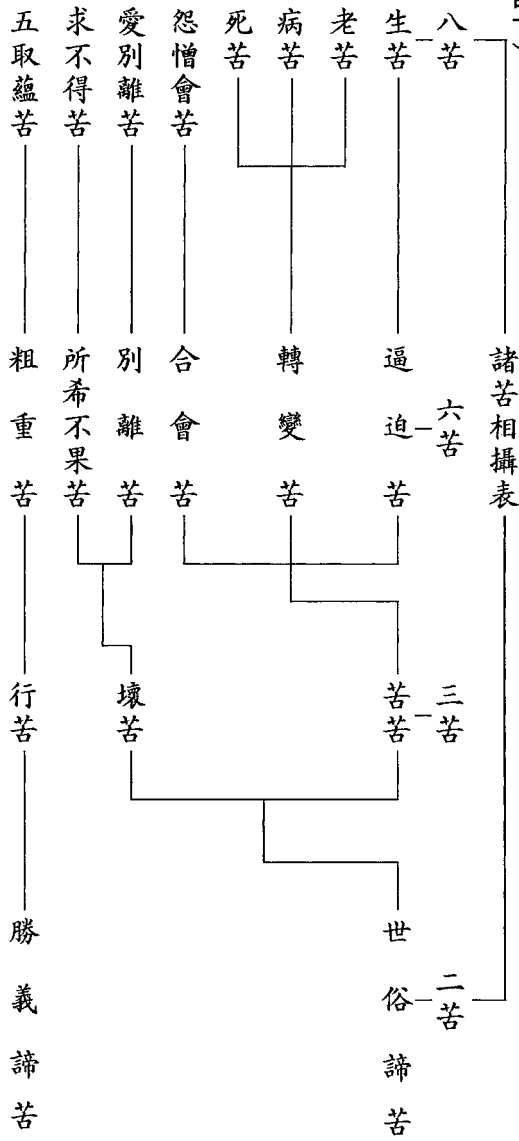 諸苦相攝表
八苦
六苦
三苦
二苦
生苦
逼迫苦
苦苦
世俗諦苦
老苦
病苦
轉變苦
死苦
怨憎會苦
合會苦
愛別離苦
別離苦
壞苦
求不得苦
所希不果苦
五取蘊苦
粗重苦
行苦
勝義諦苦